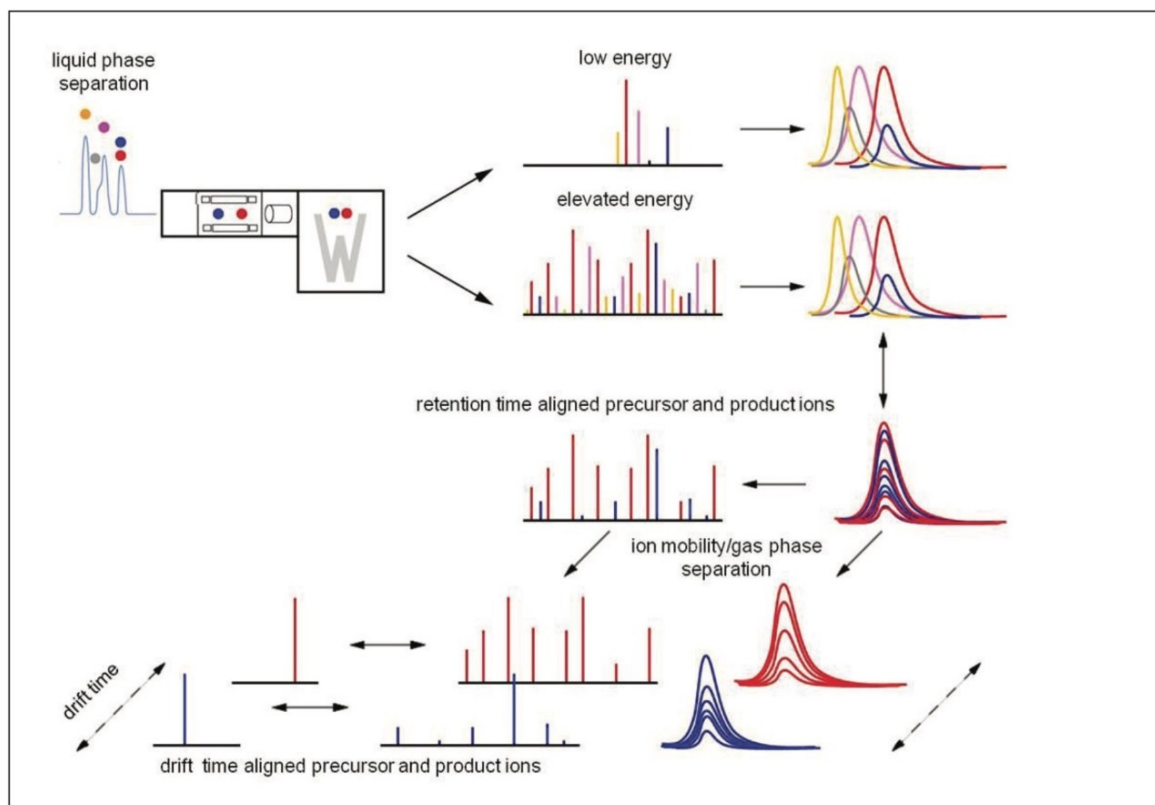 liquid phase
separation
low energy
elevated energy
retention time aligned precursor and product ions
ion mobility/gas phase
separation
drift time
drift time aligned precursor and product ions